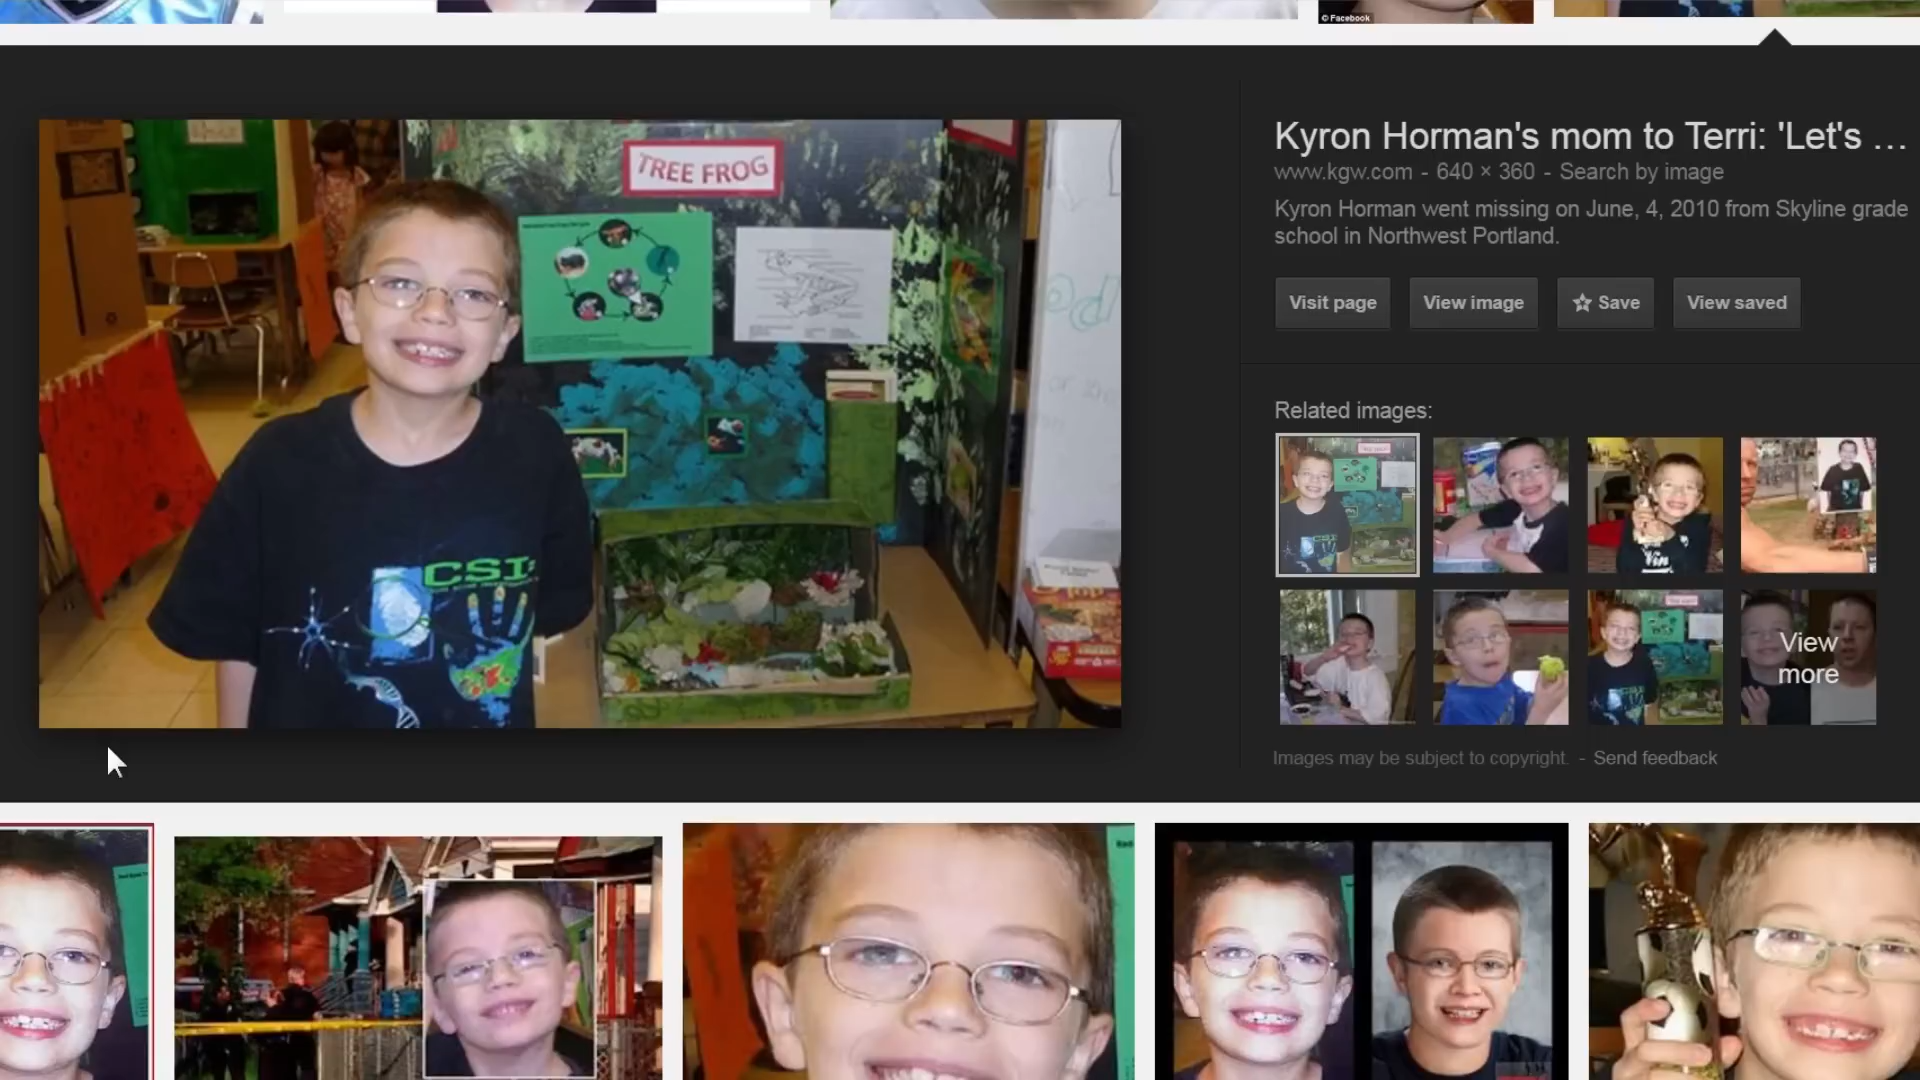 © Facebook
Kyron Horman's mom to Terri: 'Let's ...
www.kgw.com - 640 × 360 - Search by image
Kyron Horman went missing on June, 4, 2010 from Skyline grade
school in Northwest Portland.
Visit page
View image
Save
View saved
TREE FROG
CSI:
Related images:
View
more
Images may be subject to copyright. - Send feedback